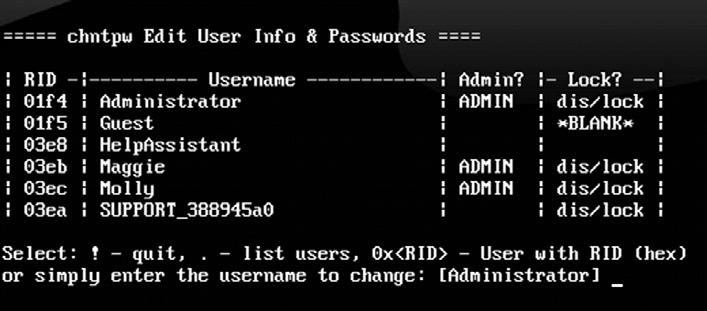 ===== chntpw Edit User Info & Passwords ====
| RID -|---------- Username ------------| Admin? |- Lock? --|
| 01f4 | Administrator | ADMIN | dis/lock |
| 01f5 | Guest | | *BLANK* |
| 03e8 | HelpAssistant | | |
| 03eb | Maggie | ADMIN | dis/lock |
| 03ec | Molly | ADMIN | dis/lock |
| 03ea | SUPPORT_388945a0 | | dis/lock |
Select: ! - quit, . - list users, 0x<RID> - User with RID (hex)
or simply enter the username to change: [Administrator] _